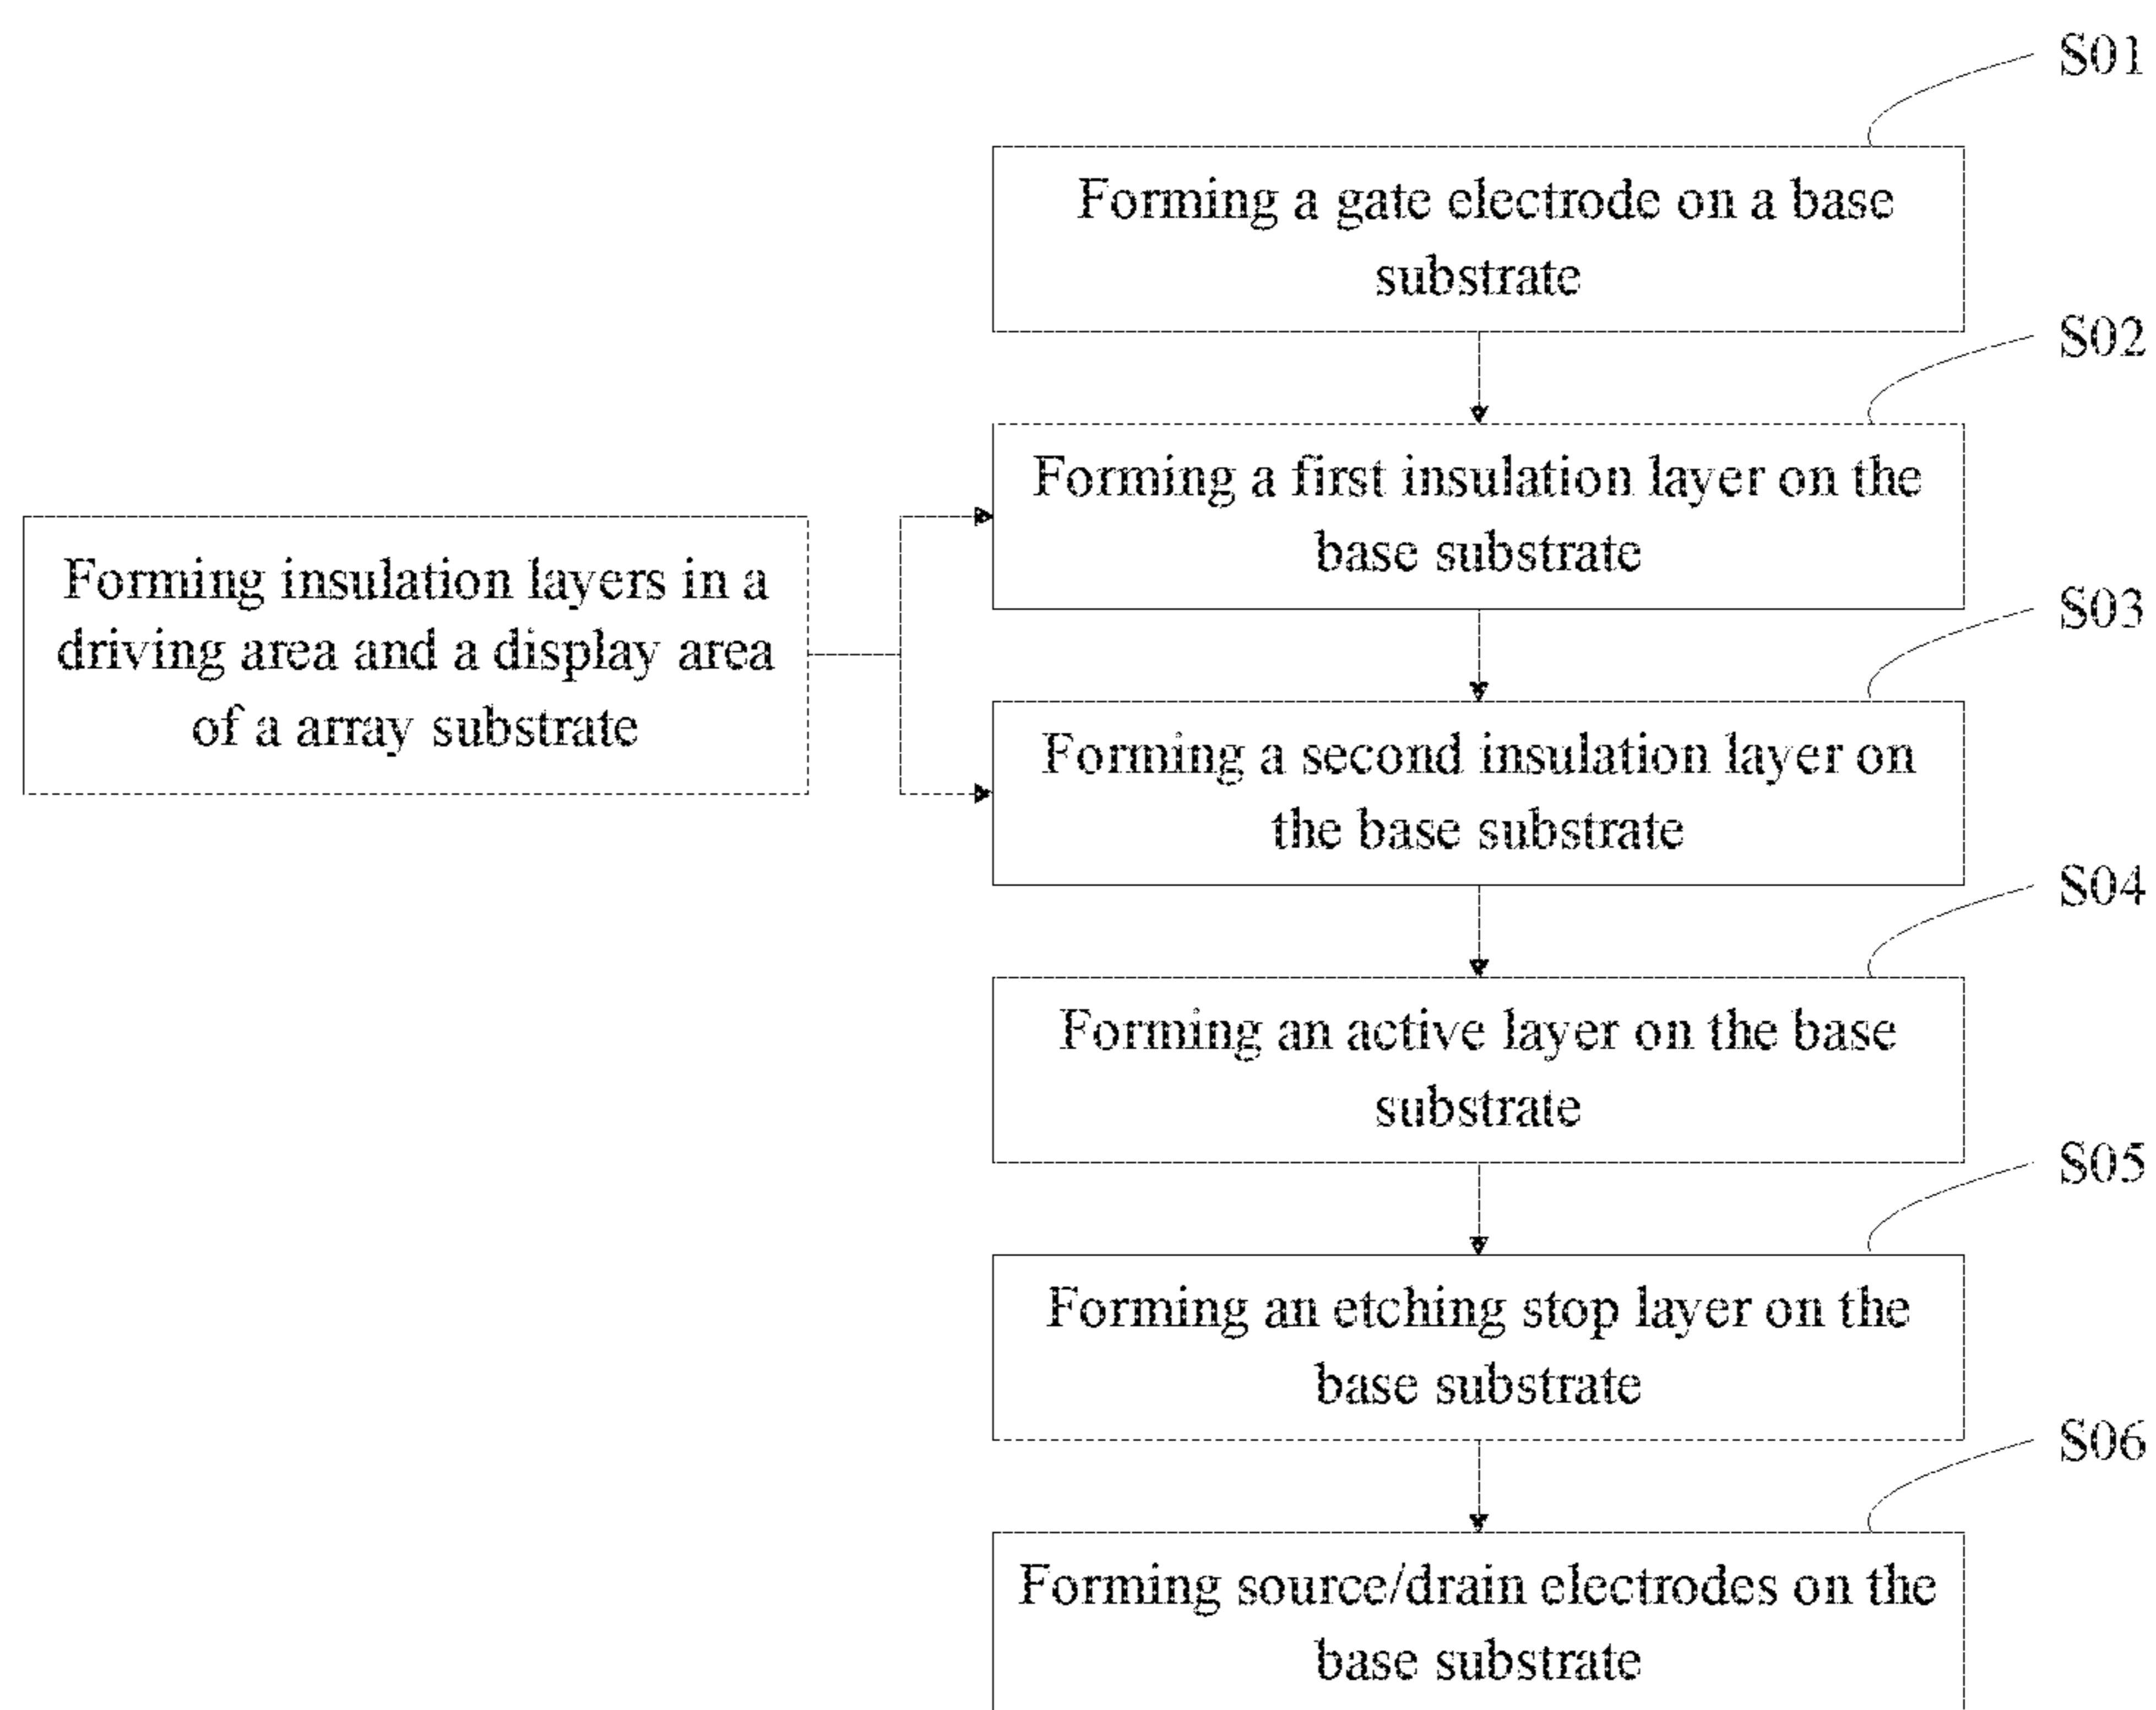 S01
Forming a gate electrode on a base
substrate
S02
Forming a first insulation layer on the
base substrate
Forming insulation layers in a
driving area and a display area
of a array substrate
S03
Forming a second insulation layer on
the base substrate
S04
Forming an active layer on the base
substrate
S05
Forming an etching stop layer on the
base substrate
S06
Forming source/drain electrodes on the
base substrate